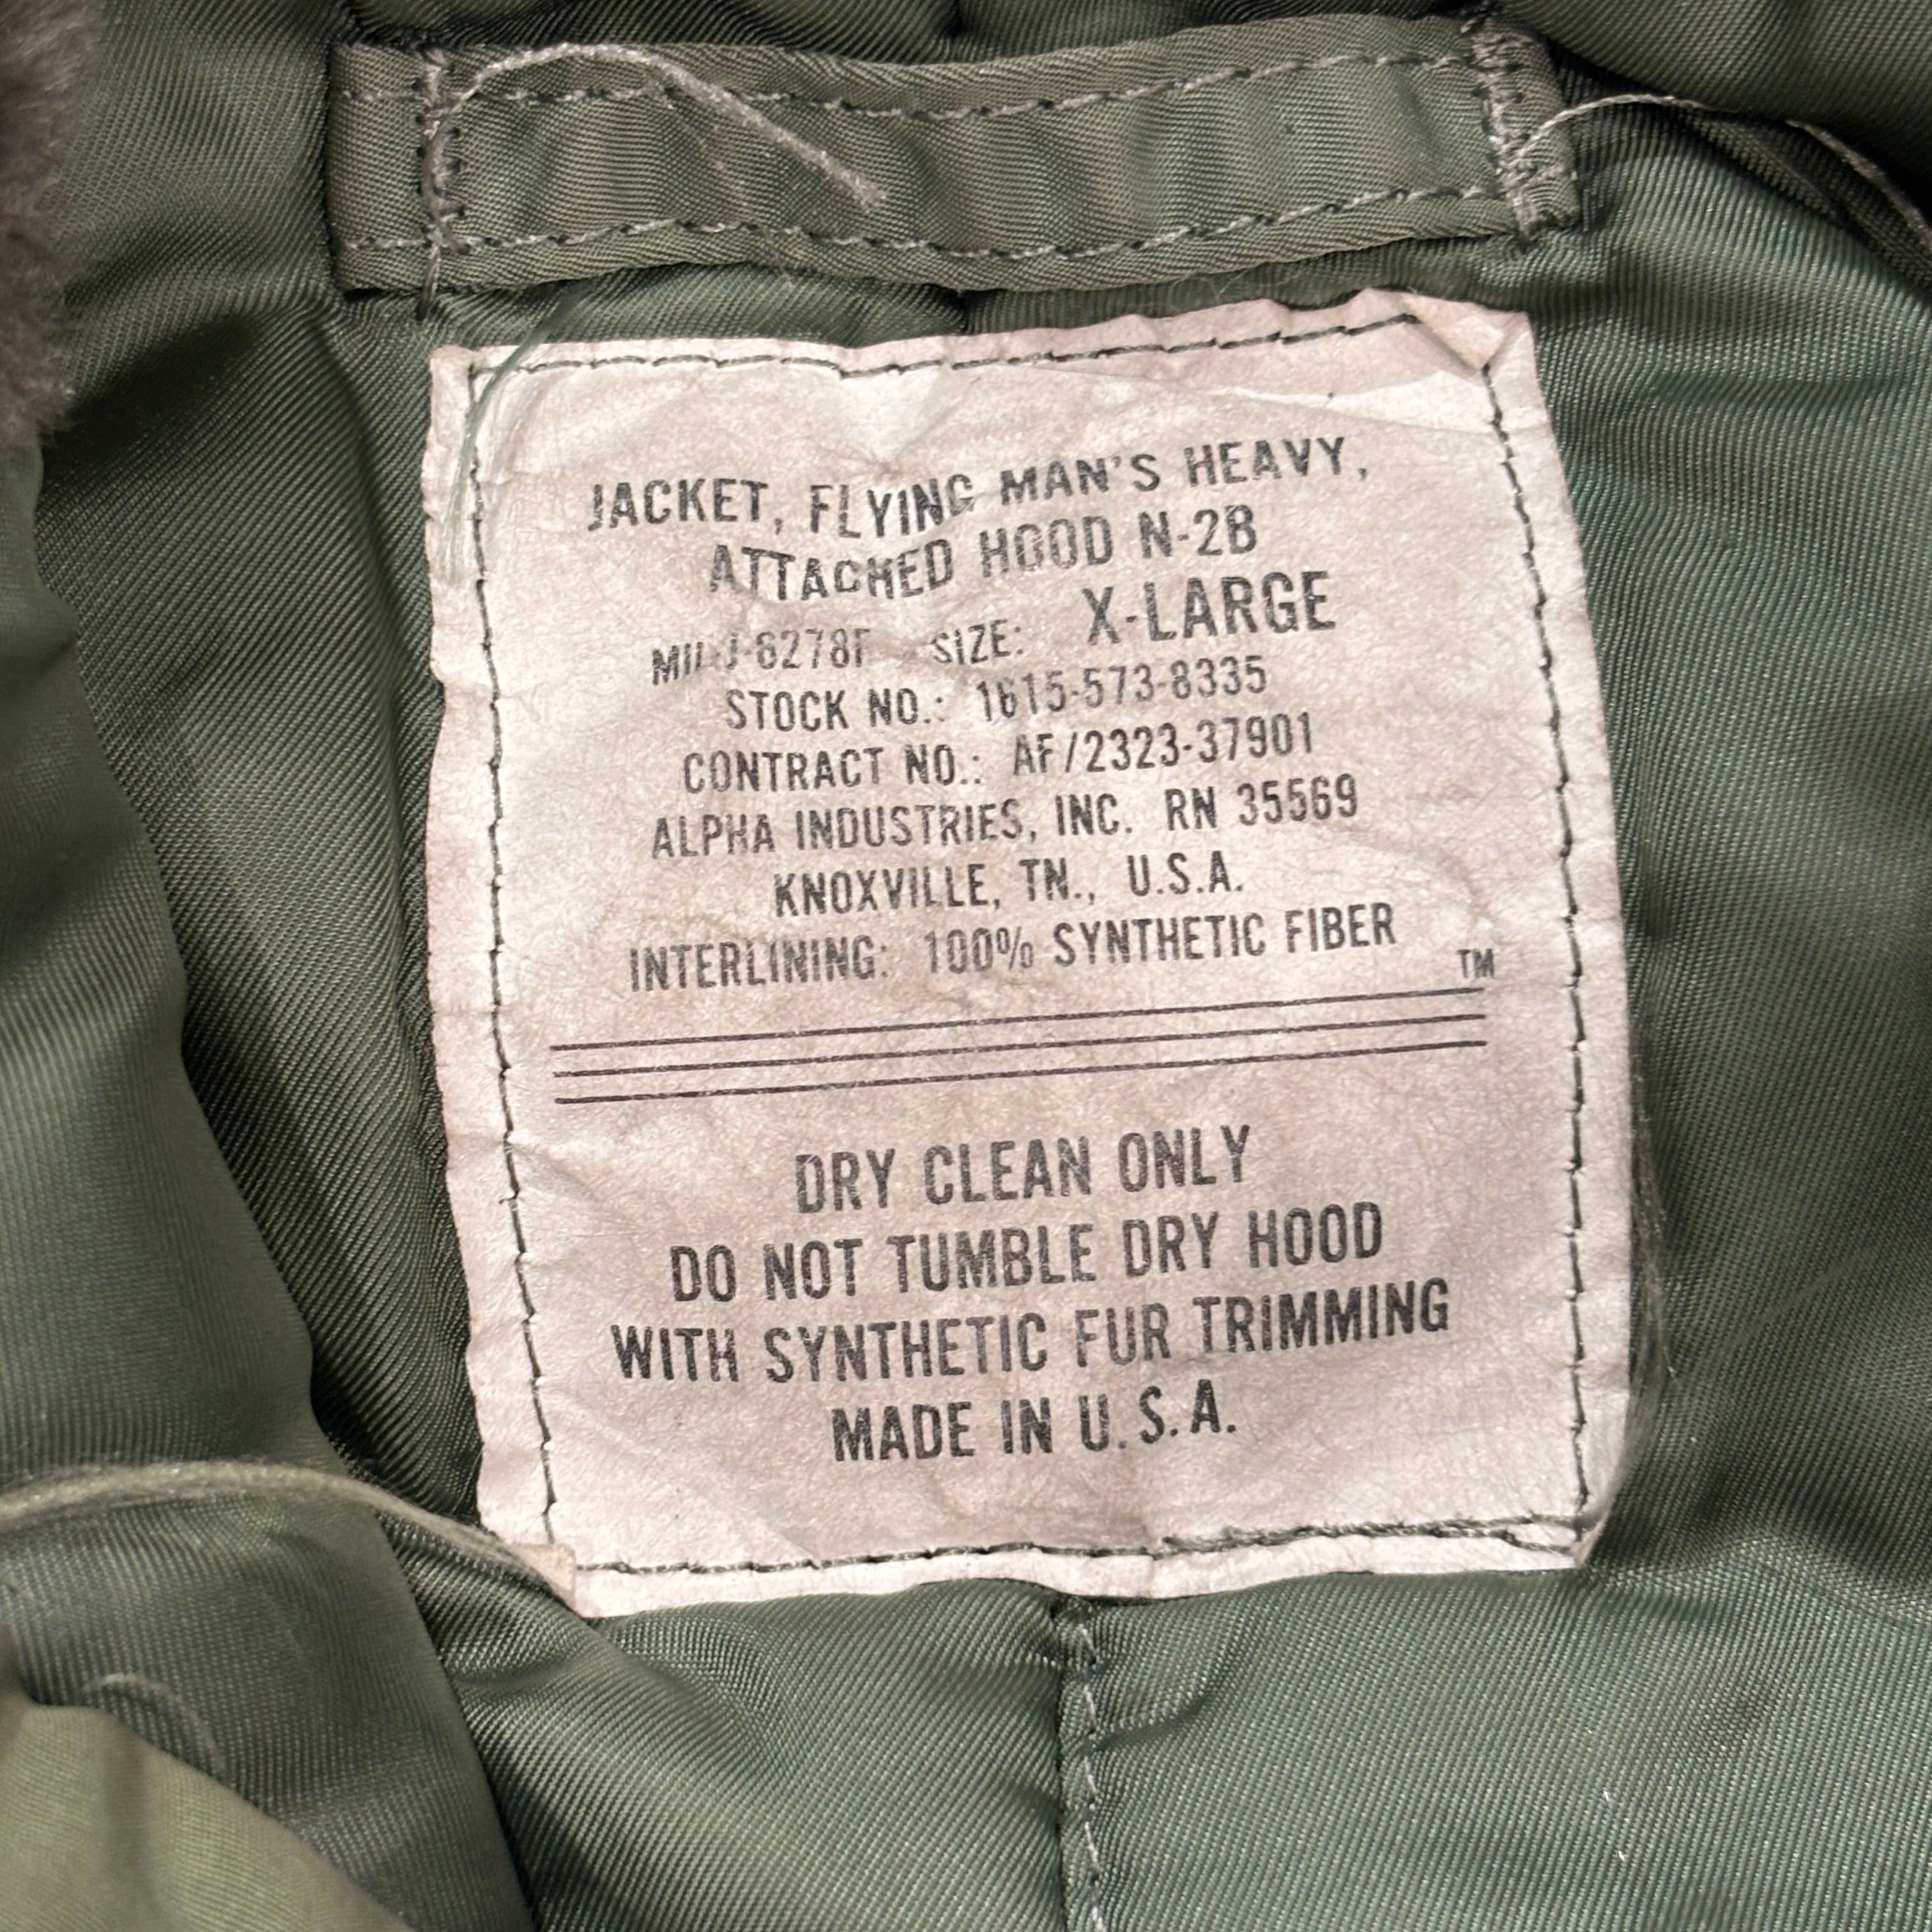 JACKET, FLYING MAN'S HEAVY,
ATTACHED HOOD N-2B
SIZE: X-LARGE
STOCK NO.: 1615-573-8335
CONTRACT NO.: AF/2323-37901
ALPHA INDUSTRIES, INC. RN 35569
KNOXVILLE, TN., U.S.A.
INTERLINING: 100% SYNTHETIC FIBER
TM
DRY CLEAN ONLY
DO NOT TUMBLE DRY HOOD
WITH SYNTHETIC FUR TRIMMING
MADE IN U.S.A.